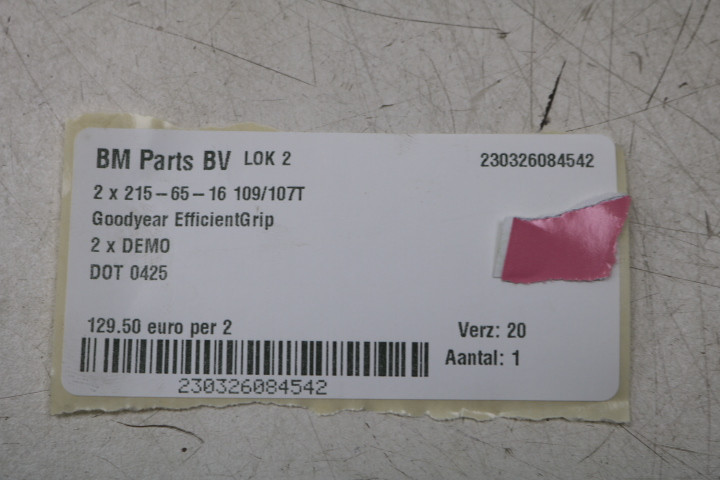 BM Parts BV LOK 2 230326084542
2 x 215-65-16 109/107T
Goodyear EfficientGrip
2 x DEMO
DOT 0425
129.50 euro per 2 Verz: 20
Aantal: 1
230326084542